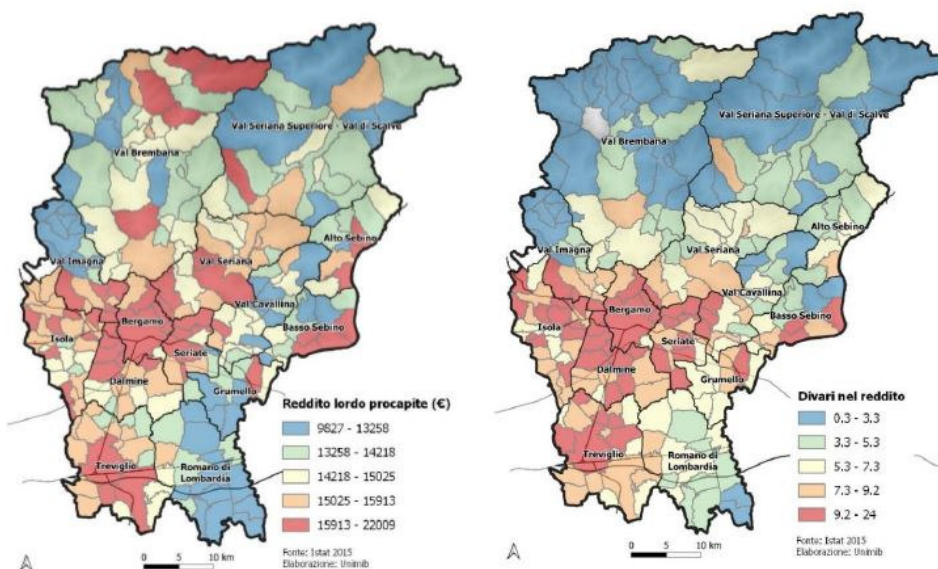 Val Brembana
Val Seriana Superiore - Val di Scalve
Alto Sebino
Val Imagna
Val Seriana
Val Cavallina
Bergamo
Basso Sebino
Isola
Seriate
Dalmine
Grumello
Treviglio
Romano di
Lombardia
Reddito lordo procapite (€)
9827 - 13258
13258 - 14218
14218 - 15025
15025 - 15913
15913 - 22009
0 5 10 km
Fonte: Istat 2015
Elaborazione: Unimib
Val Brembana
Val Seriana Superiore - Val di Scalve
Alto Sebino
Val Imagna
Val Seriana
Val Cavallina
Bergamo
Basso Sebino
Isola
Seriate
Dalmine
Grumello
Treviglio
Romano di
Lombardia
Divari nel reddito
0.3 - 3.3
3.3 - 5.3
5.3 - 7.3
7.3 - 9.2
9.2 - 24
0 5 10 km
Fonte: Istat 2015
Elaborazione: Unimib